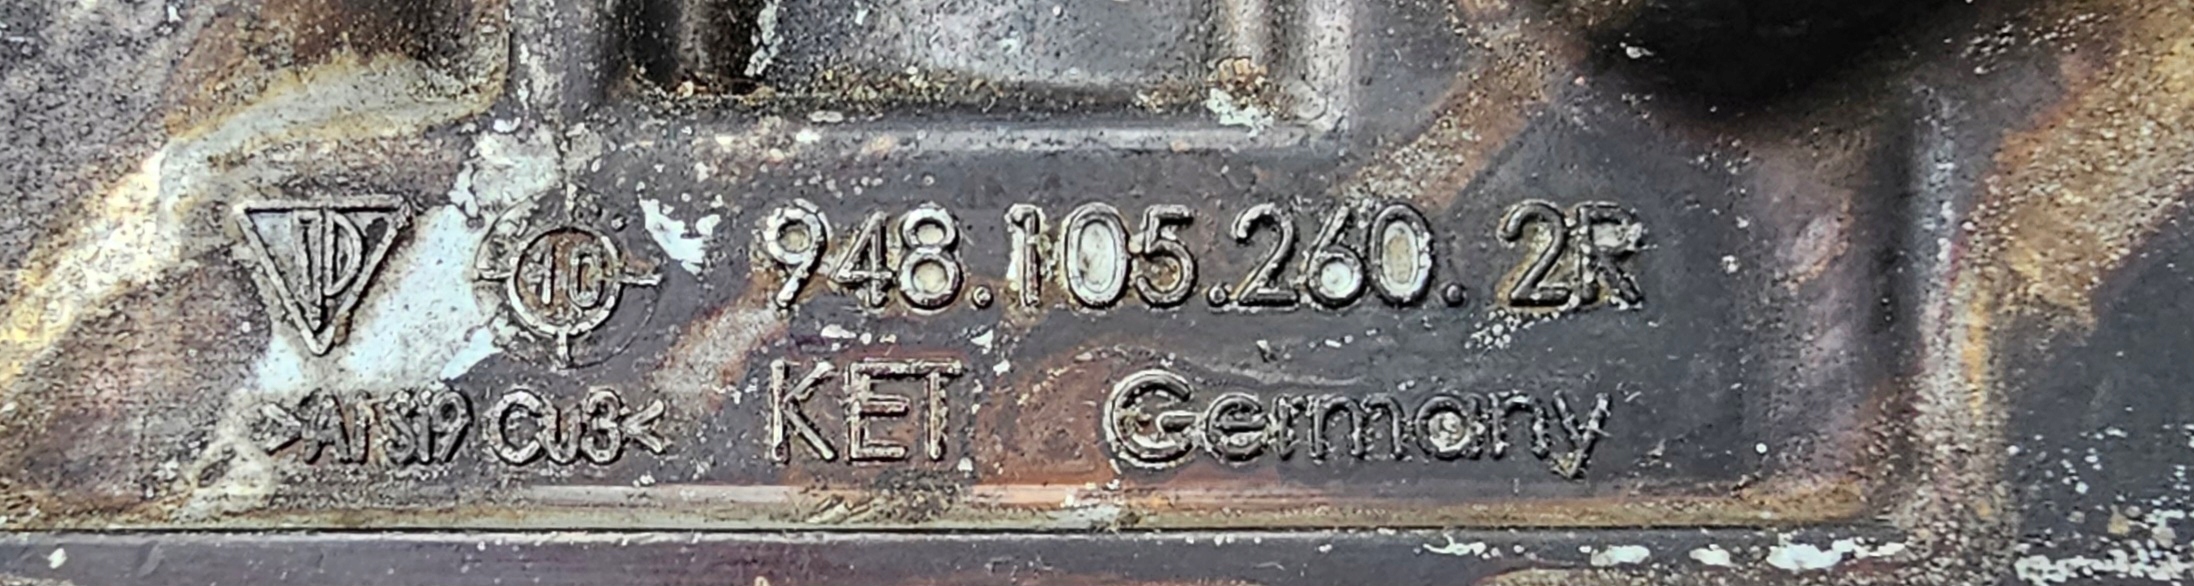 948.105.260.2R
>AlSi9Cu3< KET Germany